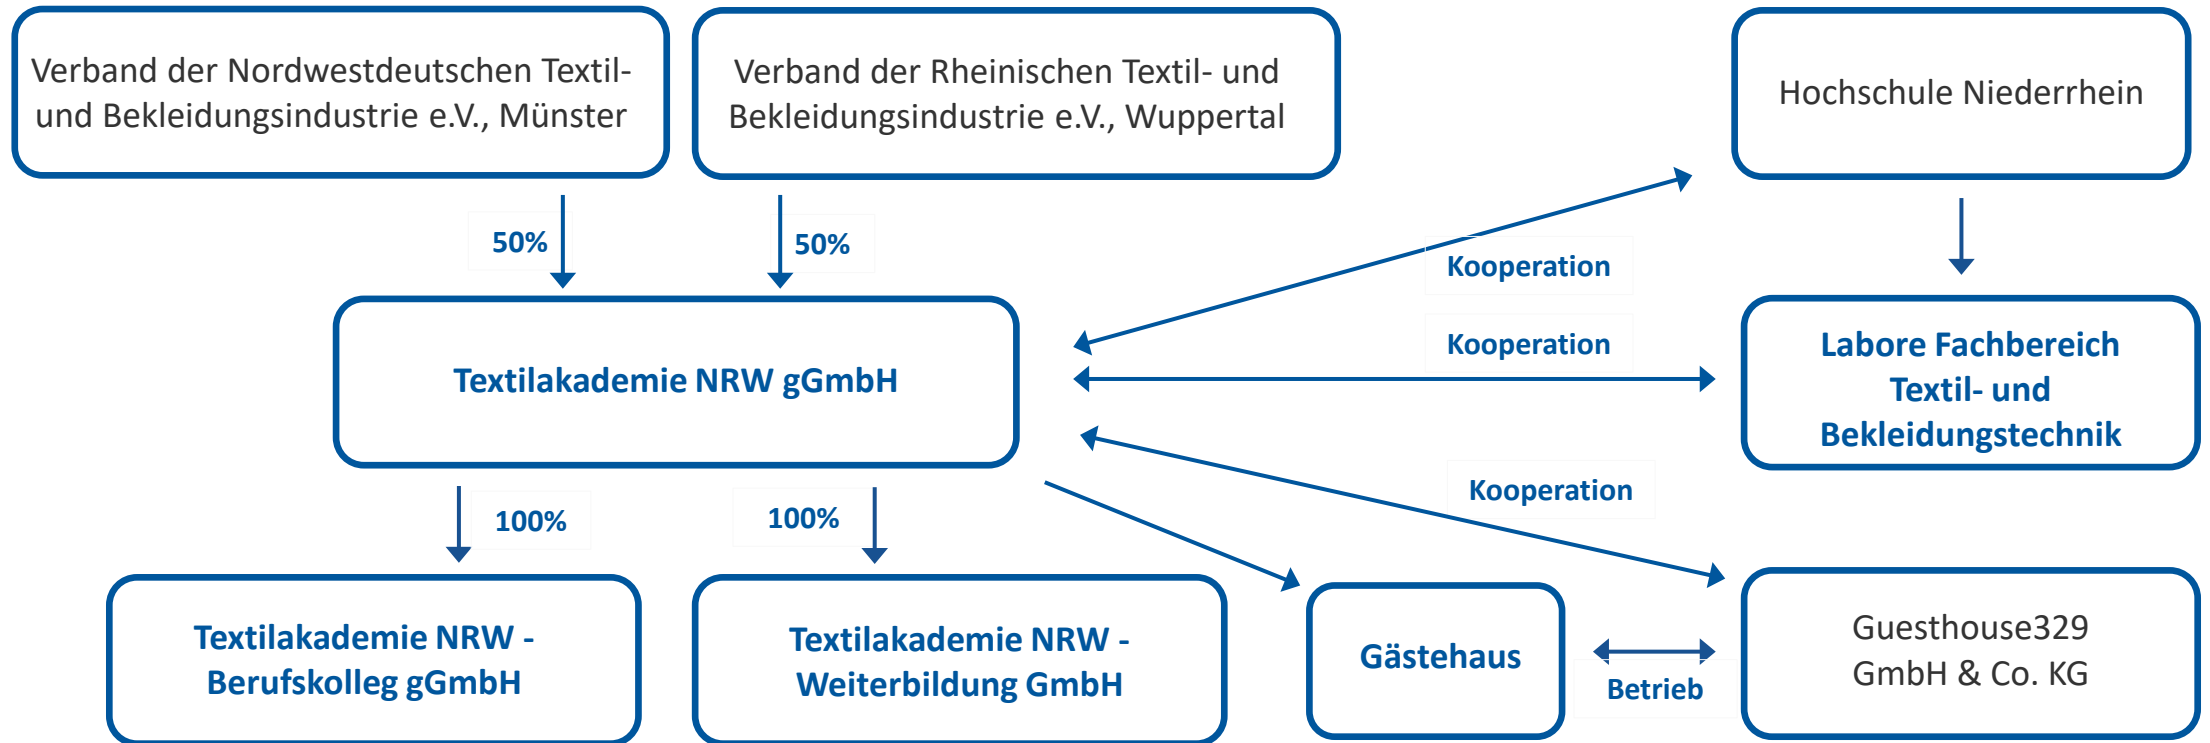 Verband der Nordwestdeutschen Textil-
und Bekleidungsindustrie e.V., Münster
Verband der Rheinischen Textil- und
Bekleidungsindustrie e.V., Wuppertal
Hochschule Niederrhein
50%
50%
Kooperation
Kooperation
Textilakademie NRW gGmbH
Labore Fachbereich
Textil- und
Bekleidungstechnik
Kooperation
100%
100%
Textilakademie NRW -
Berufskolleg gGmbH
Textilakademie NRW -
Weiterbildung GmbH
Gästehaus
Betrieb
Guesthouse329
GmbH & Co. KG